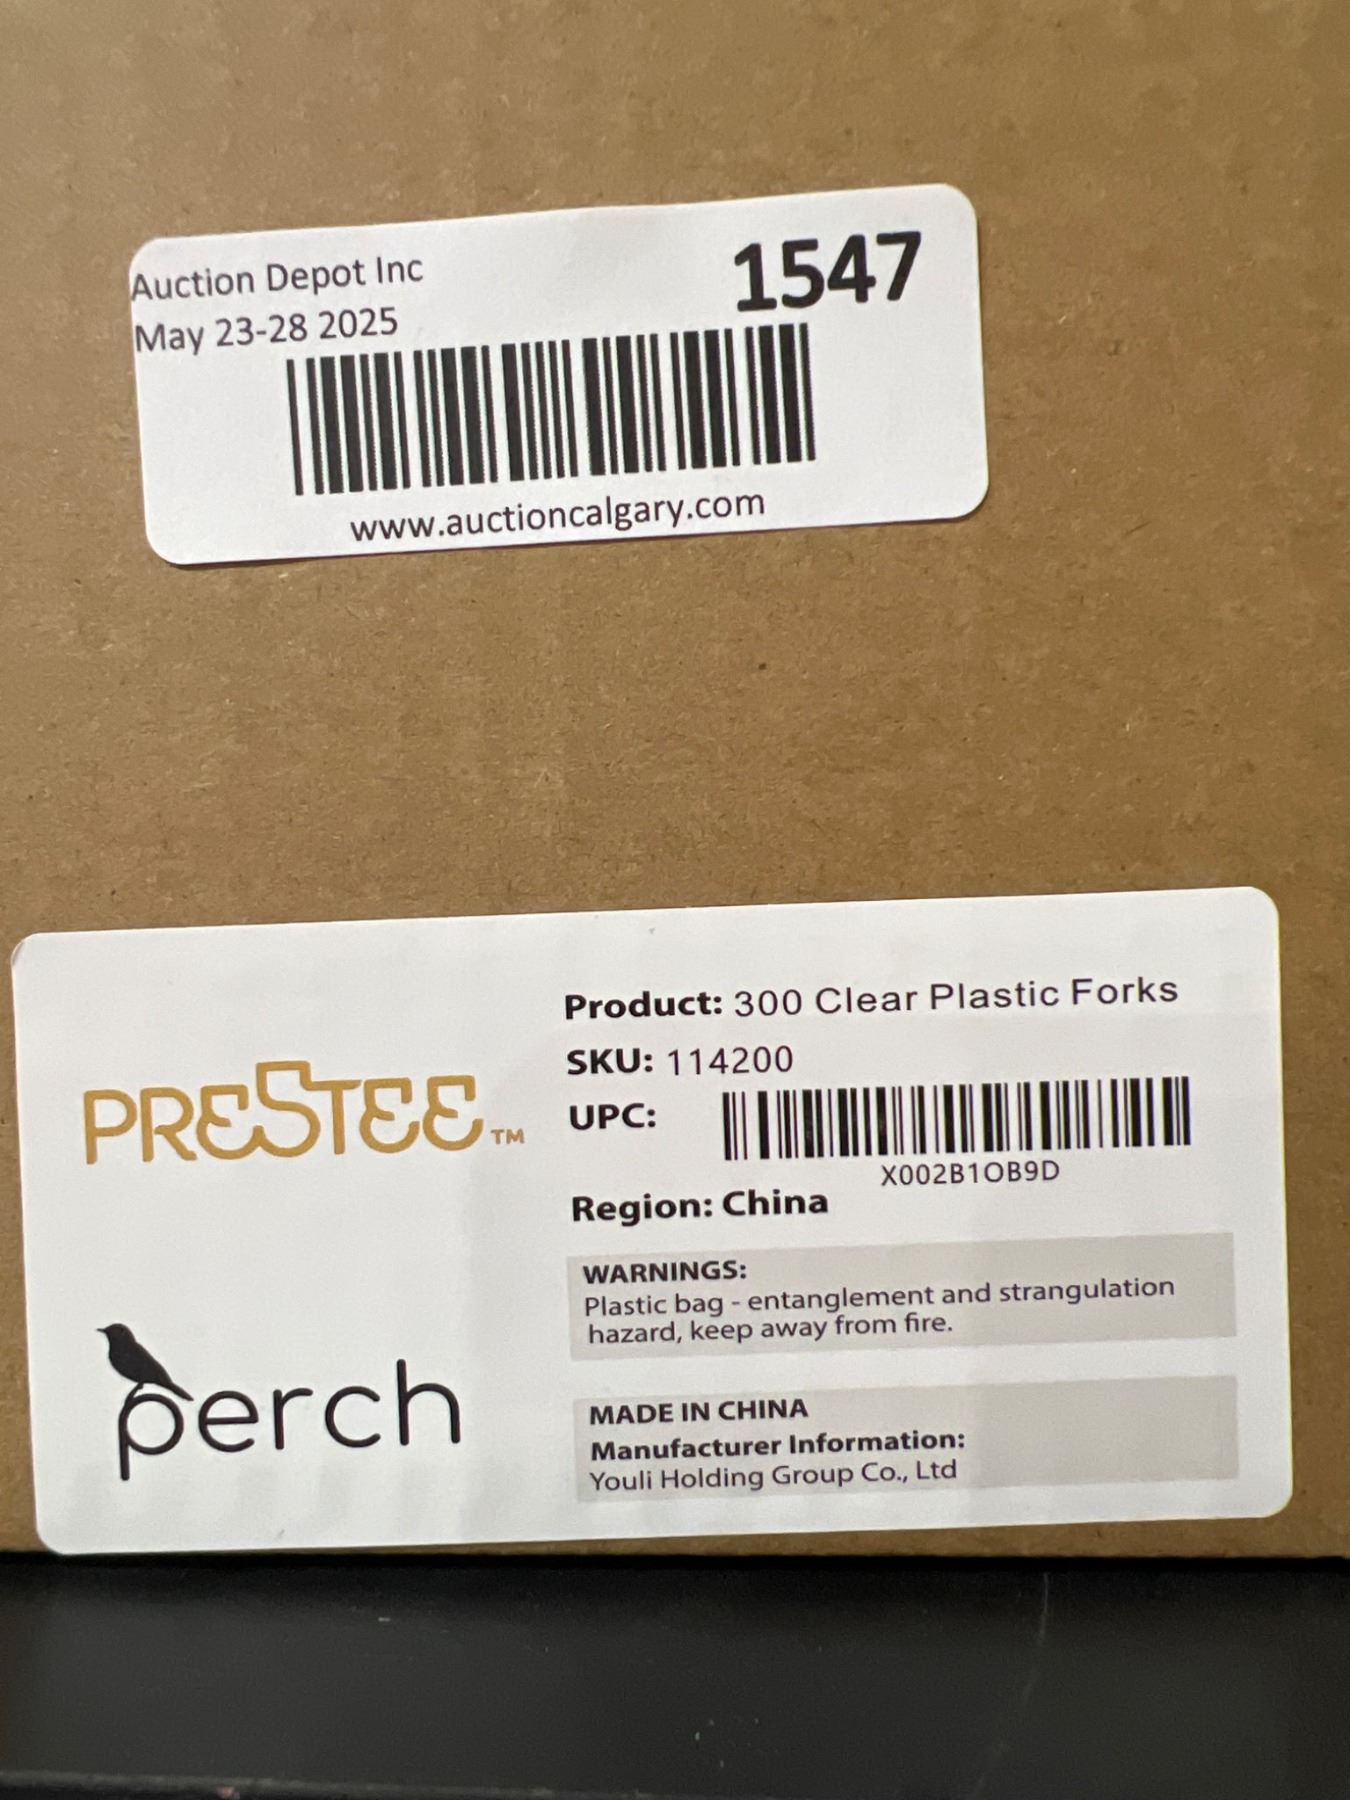 Auction Depot Inc
1547
May 23-28 2025
www.auctioncalgary.com
PRESTEE™
Product: 300 Clear Plastic Forks
SKU: 114200
UPC:
X002B1OB9D
Region: China
WARNINGS:
Plastic bag - entanglement and strangulation
hazard, keep away from fire.
perch
MADE IN CHINA
Manufacturer Information:
Youli Holding Group Co., Ltd